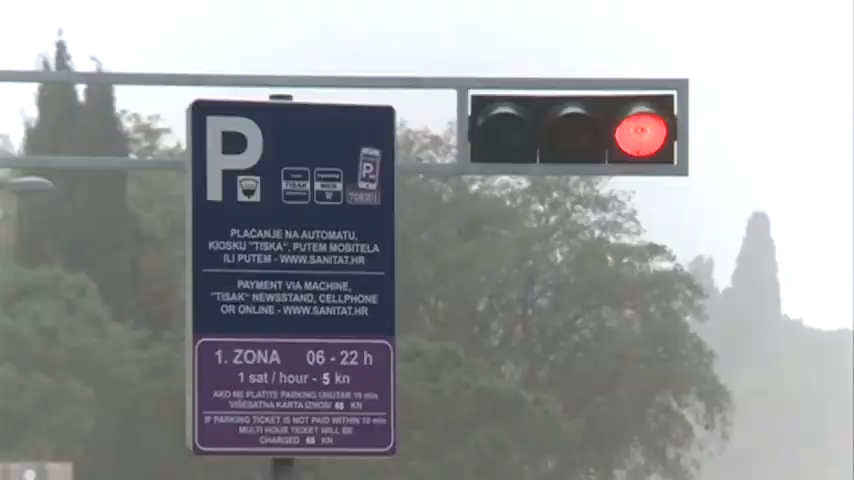 P
TISAK
WEB
P
708201
PLAĆANJE NA AUTOMATU,
KIOSKU "TISKA", PUTEM MOBITELA
ILI PUTEM - WWW.SANITAT.HR
PAYMENT VIA MACHINE,
"TISAK" NEWSSTAND, CELLPHONE
OR ONLINE - WWW.SANITAT.HR
1. ZONA 06 - 22 h
1 sat / hour - 5 kn
AKO NE PLATITE PARKING UNUTAR 10 min
VIŠESATNA KARTA IZNOSI 65 KN
IF PARKING TICKET IS NOT PAID WITHIN 10 min
MULTI HOUR TICKET WILL BE
CHARGED 65 KN